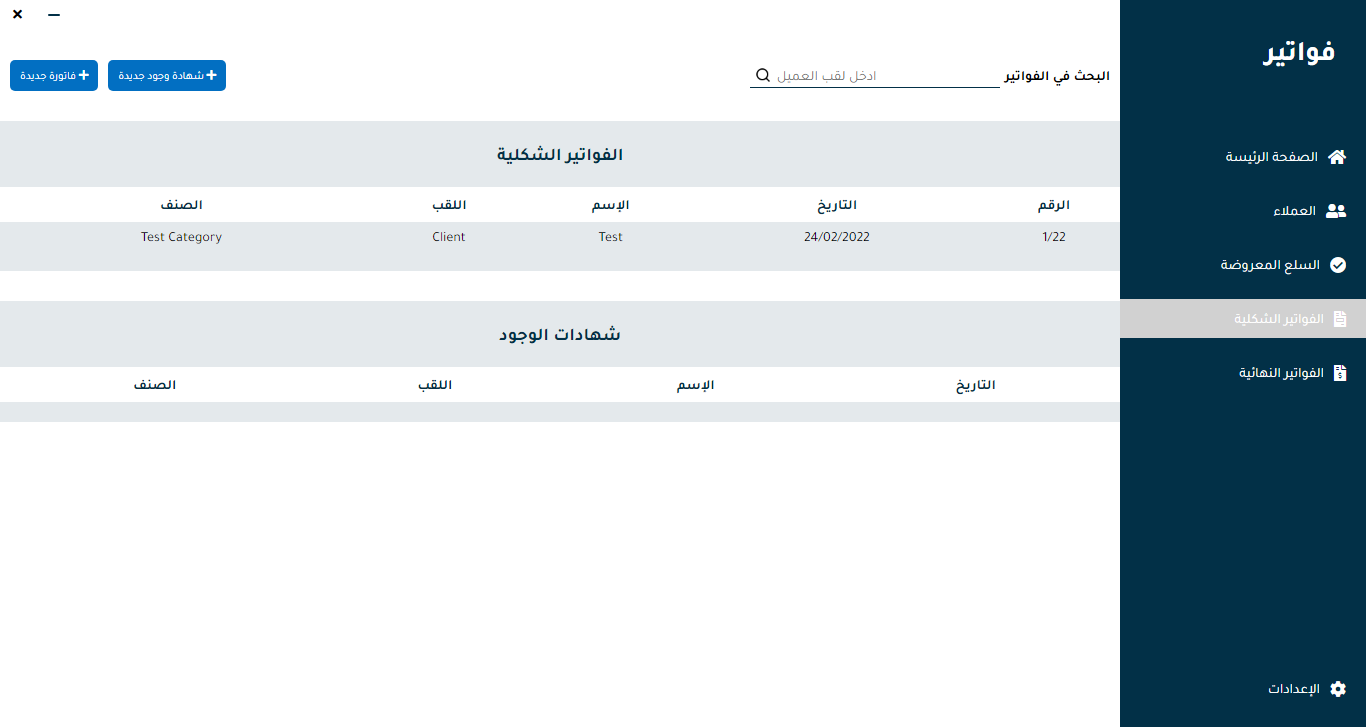 فواتير
الصفحة الرئيسة
العملاء
السلع المعروضة
الفواتير الشكلية
الفواتير النهائية
الإعدادات
البحث في الفواتير ادخل لقب العميل
شهادة وجود جديدة
فاتورة جديدة
الفواتير الشكلية
الرقم التاريخ الإسم اللقب الصنف
1/22 24/02/2022 Test Client Test Category
شهادات الوجود
التاريخ الإسم اللقب الصنف